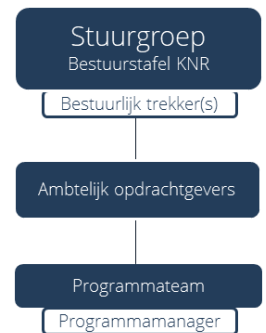 Stuurgroep
Bestuurstafel KNR
Bestuurlijk trekker(s)
Ambtelijk opdrachtgevers
Programmateam
Programmamanager